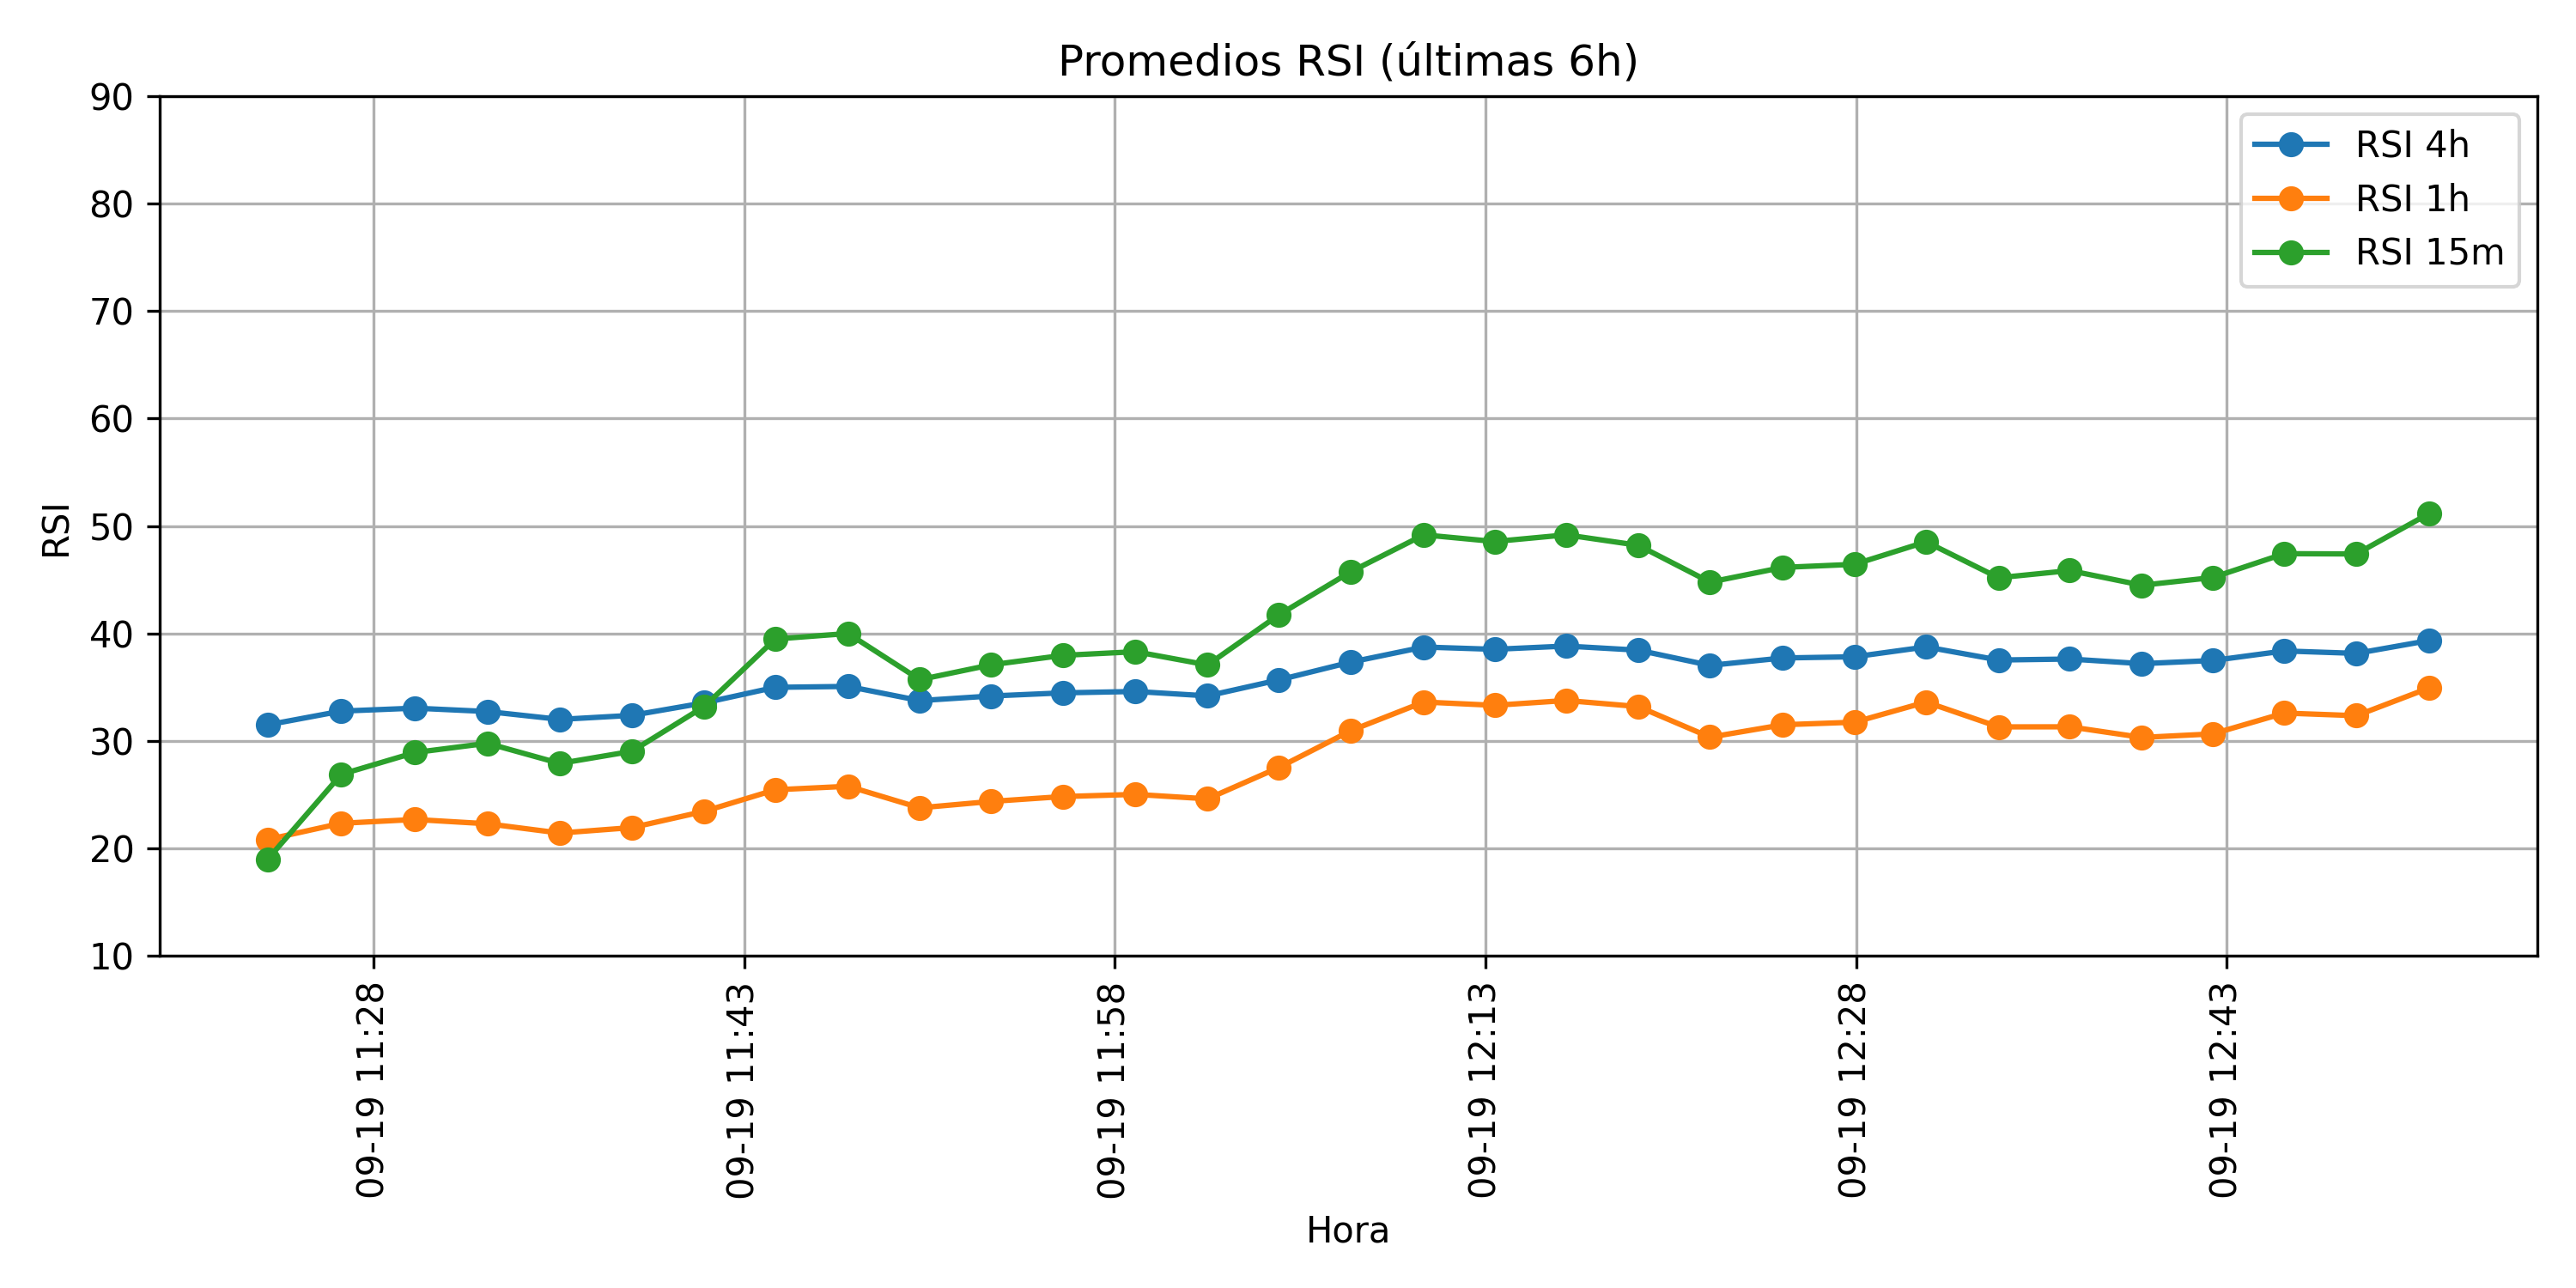 Promedios RSI (últimas 6h)
RSI 4h
RSI 1h
RSI 15m
RSI
90
80
70
60
50
40
30
20
10
09-19 11:28
09-19 11:43
09-19 11:58
09-19 12:13
09-19 12:28
09-19 12:43
Hora